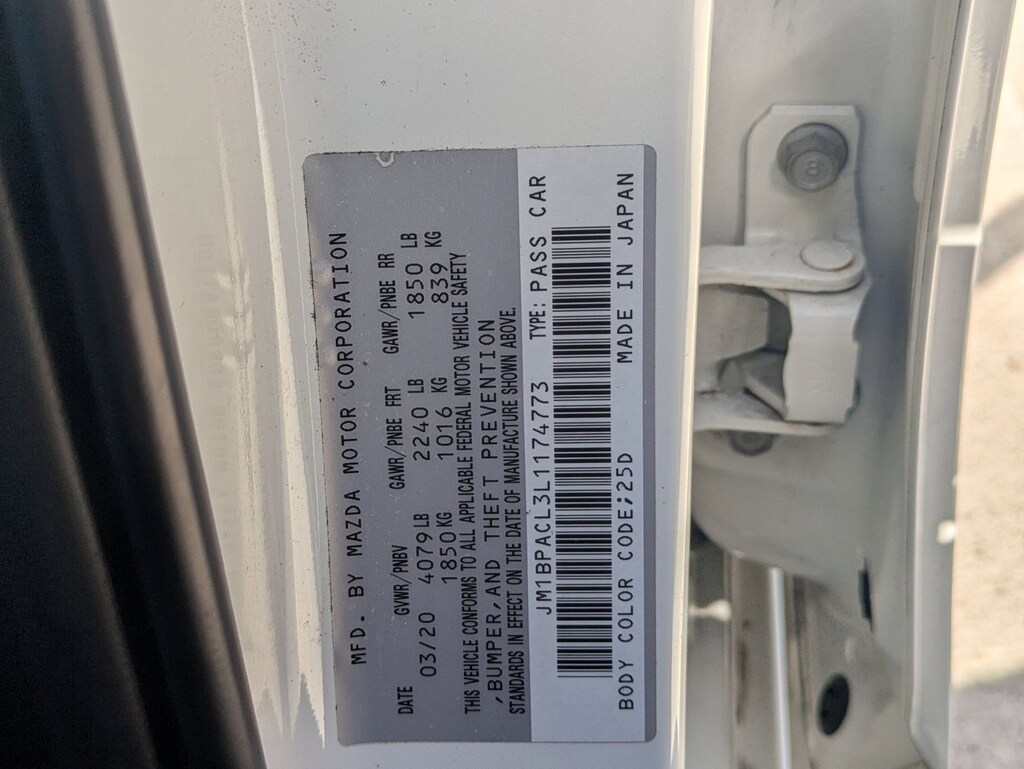 MFD. BY MAZDA MOTOR CORPORATION
DATE GVWR/PNBV GAWR/PNBE FRT GAWR/PNBE RR
03/20 4079LB 2240 LB 1850 LB
1850KG 1016 KG 839 KG
THIS VEHICLE CONFORMS TO ALL APPLICABLE FEDERAL MOTOR VEHICLE SAFETY
,BUMPER,AND THEFT PREVENTION
STANDARDS IN EFFECT ON THE DATE OF MANUFACTURE SHOWN ABOVE.
JM1BPACL3L1174773 TYPE: PASS CAR
BODY COLOR CODE;25D MADE IN JAPAN